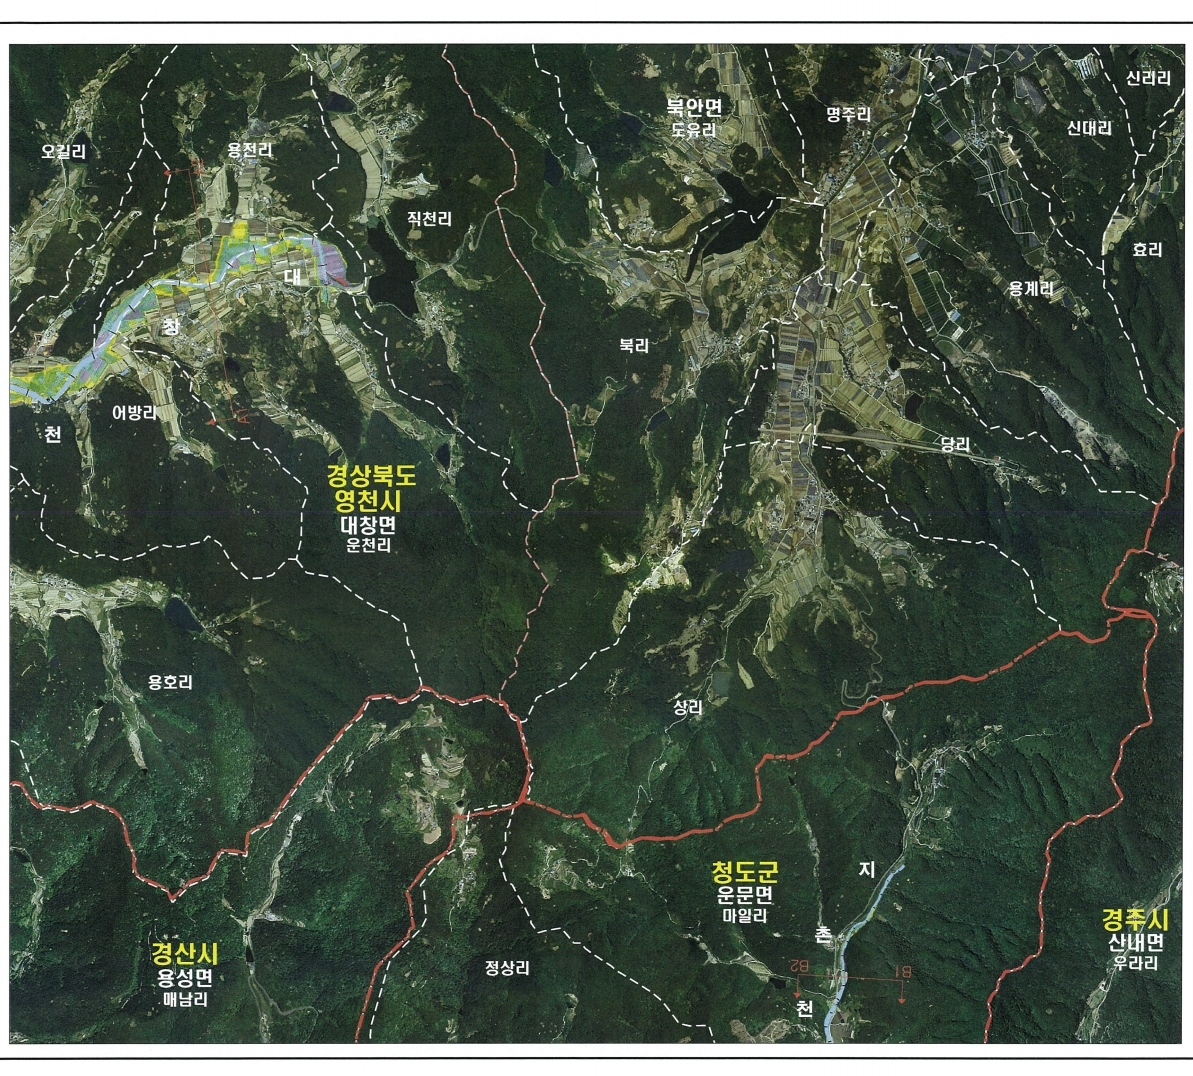 신리리
북안면
도유리
명주리
신대리
오길리
용전리
직천리
효리
대
용계리
창
북리
어방리
천
당리
경상북도
영천시
대창면
운천리
용호리
상리
청도군
운문면
마일리
지
경주시
산내면
우라리
촌
경산시
용성면
매남리
정상리
B2
B1
천